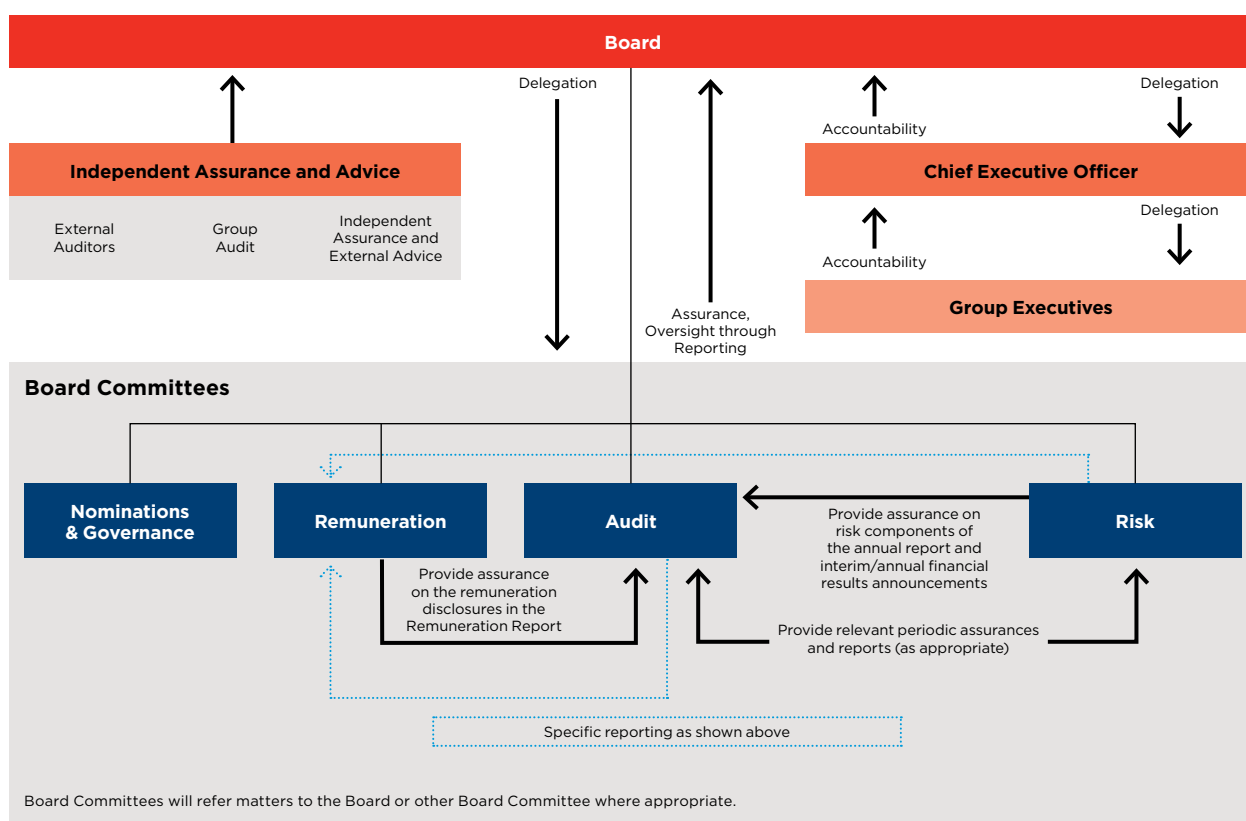 Board
Delegation
Delegation
Accountability
Independent Assurance and Advice
Chief Executive Officer
External
Auditors
Group
Audit
Independent
Assurance and
External Advice
Delegation
Accountability
Group Executives
Assurance,
Oversight through
Reporting
Board Committees
Nominations
& Governance
Remuneration
Audit
Risk
Provide assurance on
risk components of
the annual report and
interim/annual financial
results announcements
Provide assurance
on the remuneration
disclosures in the
Remuneration Report
Provide relevant periodic assurances
and reports (as appropriate)
Specific reporting as shown above
Board Committees will refer matters to the Board or other Board Committee where appropriate.